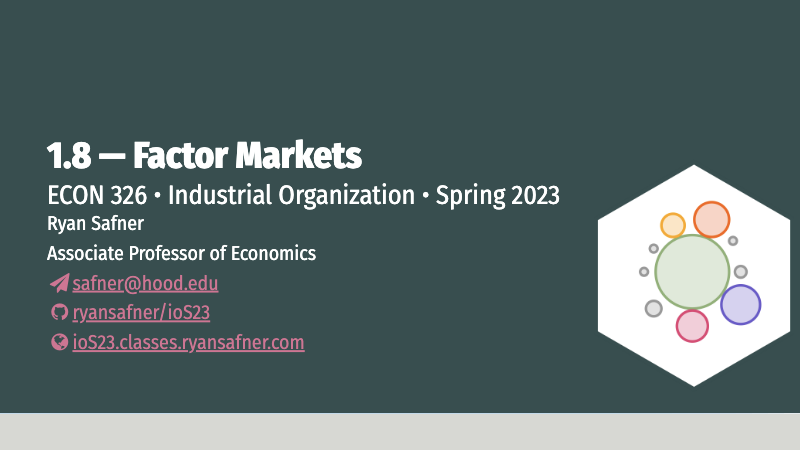 1.8 — Factor Markets
ECON 326 • Industrial Organization • Spring 2023
Ryan Safner
Associate Professor of Economics
safner@hood.edu
ryansafner/ioS23
ioS23.classes.ryansafner.com